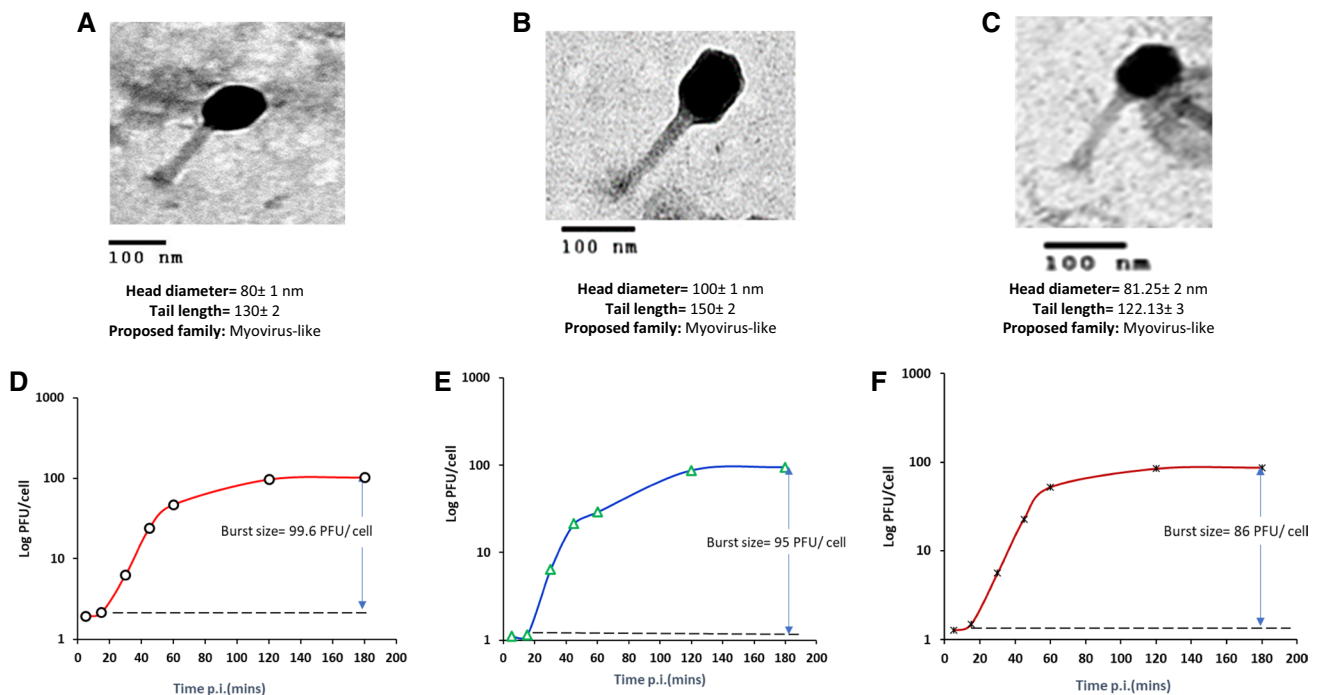 A
B
C
100 nm
100 nm
100 nm
Head diameter= 80± 1 nm
Tail length= 130± 2
Proposed family: Myovirus-like
Head diameter= 100± 1 nm
Tail length= 150± 2
Proposed family: Myovirus-like
Head diameter= 81.25± 2 nm
Tail length= 122.13± 3
Proposed family: Myovirus-like
D
Log PFU/cell
1000
100
10
1
Burst size= 99.6 PFU/ cell
0 20 40 60 80 100 120 140 160 180 200
Time p.i.(mins)
E
Log PFU/cell
1000
100
10
1
Burst size= 95 PFU/ cell
0 20 40 60 80 100 120 140 160 180 200
Time p.i.(mins)
F
Log PFU/Cell
1000
100
10
1
Burst size= 86 PFU/ cell
0 20 40 60 80 100 120 140 160 180 200
Time p.i.(mins)